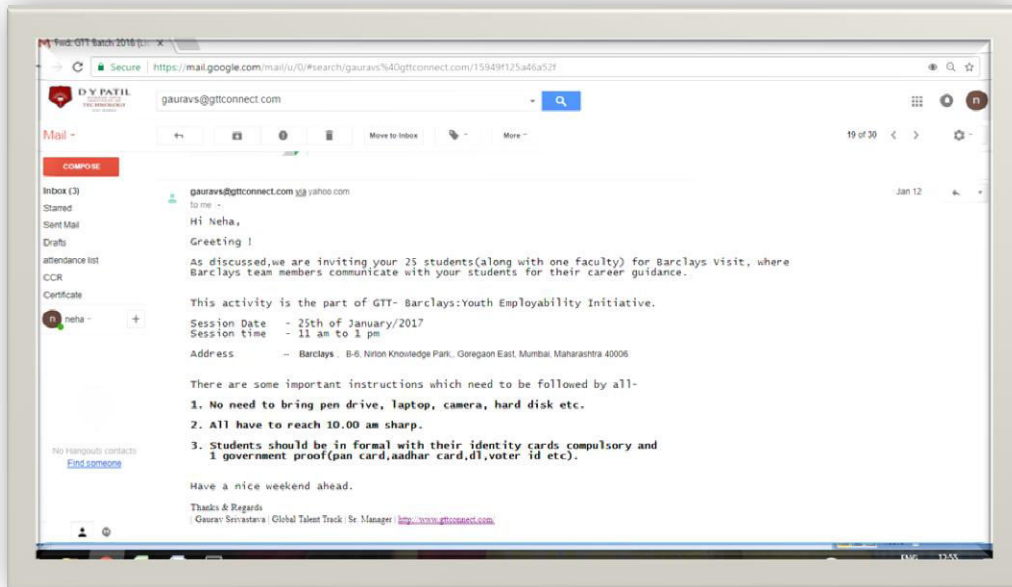 Fwd: GTT Batch 2016 (
Secure https://mail.google.com/mail/u/0/#search/gauravs%40gttconnect.com/15949f125a46a52f
D Y PATIL
TECHNOLOGY
gauravs@gttconnect.com
n
Mail
Move to Inbox
More
19 of 30
COMPOSE
Inbox (3)
Starred
Sent Mail
Drafts
attendance list
CCR
Certificate
n neha
No Hangouts contacts
Find someone
gauravs@gttconnect.com via yahoo.com
Jan 12
to me
Hi Neha,
Greeting !
As discussed,we are inviting your 25 students(along with one faculty) for Barclays Visit, where
Barclays team members communicate with your students for their career guidance.
This activity is the part of GTT- Barclays:Youth Employability Initiative.
Session Date - 25th of January/2017
Session time - 11 am to 1 pm
Address – Barclays , B-6, Nirlon Knowledge Park, Goregaon East, Mumbai, Maharashtra 40006
There are some important instructions which need to be followed by all-
1. No need to bring pen drive, laptop, camera, hard disk etc.
2. All have to reach 10.00 am sharp.
3. Students should be in formal with their identity cards compulsory and
1 government proof(pan card,aadhar card,dl,voter id etc).
Have a nice weekend ahead.
Thanks & Regards
| Gaurav Srivastava | Global Talent Track | Sr. Manager | http://www.gttconnect.com
ENG 12:55